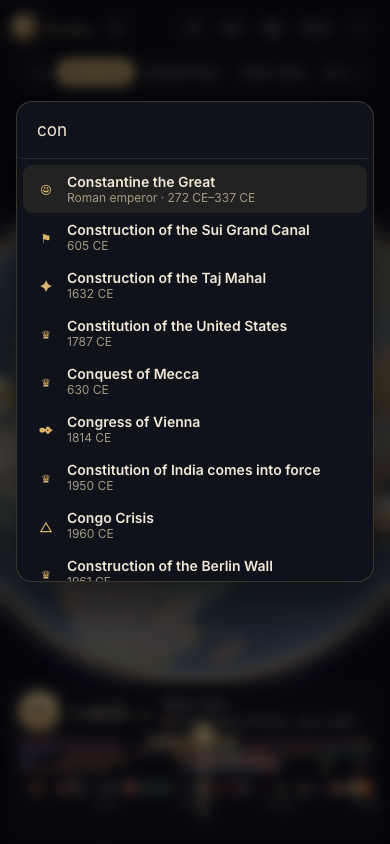 con
Constantine the Great
Roman emperor · 272 CE–337 CE
Construction of the Sui Grand Canal
605 CE
Construction of the Taj Mahal
1632 CE
Constitution of the United States
1787 CE
Conquest of Mecca
630 CE
Congress of Vienna
1814 CE
Constitution of India comes into force
1950 CE
Congo Crisis
1960 CE
Construction of the Berlin Wall
1961 CE